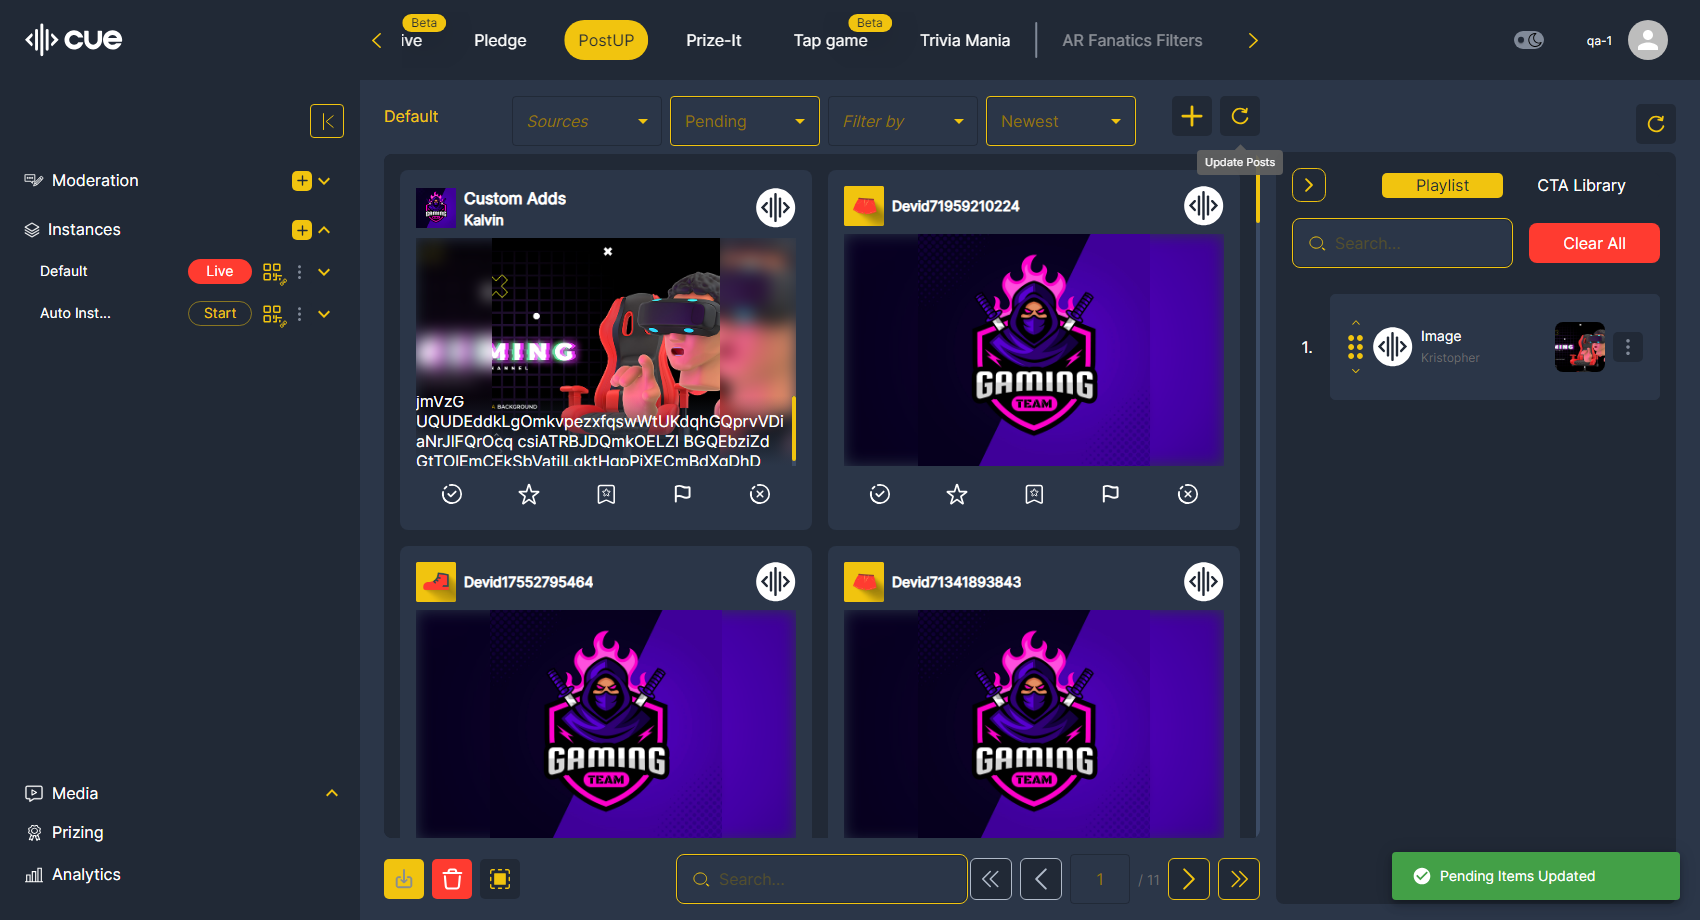 cue
Beta
ive
Pledge
PostUP
Prize-It
Beta
Tap game
Trivia Mania
AR Fanatics Filters
qa-1
Default
Sources
Pending
Filter by
Newest
Update Posts
Moderation
Instances
Default
Live
Auto Inst...
Start
Media
Prizing
Analytics
Custom Adds
Kalvin
MING
CHANNEL
BACKGROUND
jmVzG
UQUDEddkLgOmkvpezxfqswWtUKdqhGQprvVDi
aNrJlFQrOcq csiATRBJDQmkOELZI BGQEbziZd
GtTOlEmCEkSbVatjlLgktHqpPjXECmBdXgDhD
Devid71959210224
GAMING
TEAM
Devid17552795464
GAMING
TEAM
Devid71341893843
GAMING
TEAM
Search...
1
/ 11
Playlist
CTA Library
Search...
Clear All
1.
Image
Kristopher
Pending Items Updated